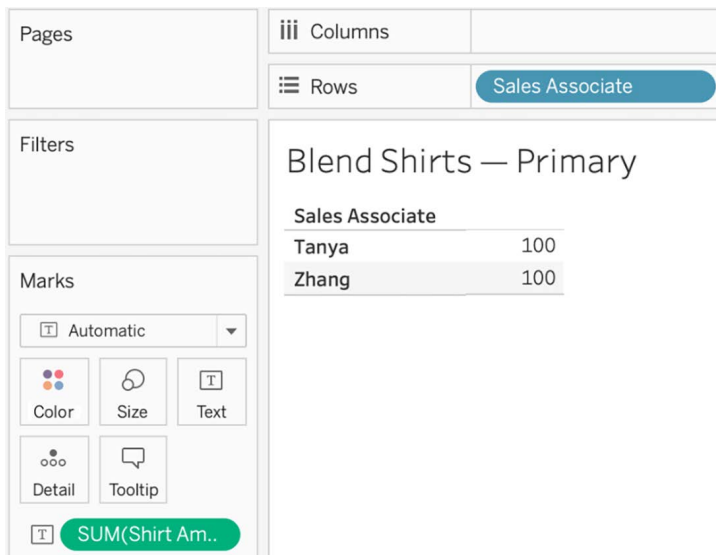 Pages
Columns
Rows
Sales Associate
Filters
Blend Shirts — Primary
Sales Associate
Tanya 100
Zhang 100
Marks
T Automatic
T
Color Size Text
Detail Tooltip
T SUM(Shirt Am..